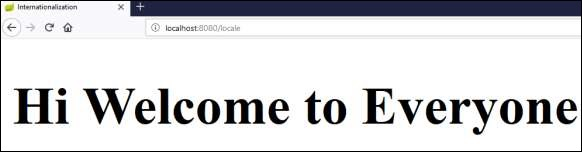 Internationalization
localhost:8080/locale
Hi Welcome to Everyone